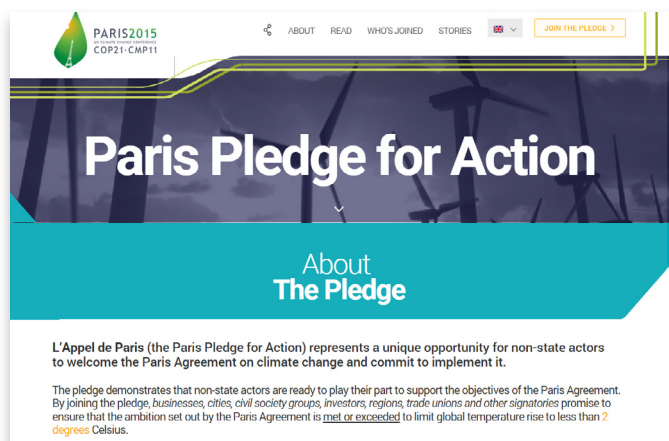 PARIS2015
UN CLIMATE CHANGE CONFERENCE
COP21·CMP11
ABOUT READ WHO'S JOINED STORIES JOIN THE PLEDGE >
Paris Pledge for Action
About
The Pledge
L'Appel de Paris (the Paris Pledge for Action) represents a unique opportunity for non-state actors
to welcome the Paris Agreement on climate change and commit to implement it.
The pledge demonstrates that non-state actors are ready to play their part to support the objectives of the Paris Agreement.
By joining the pledge, businesses, cities, civil society groups, investors, regions, trade unions and other signatories promise to
ensure that the ambition set out by the Paris Agreement is met or exceeded to limit global temperature rise to less than 2
degrees Celsius.